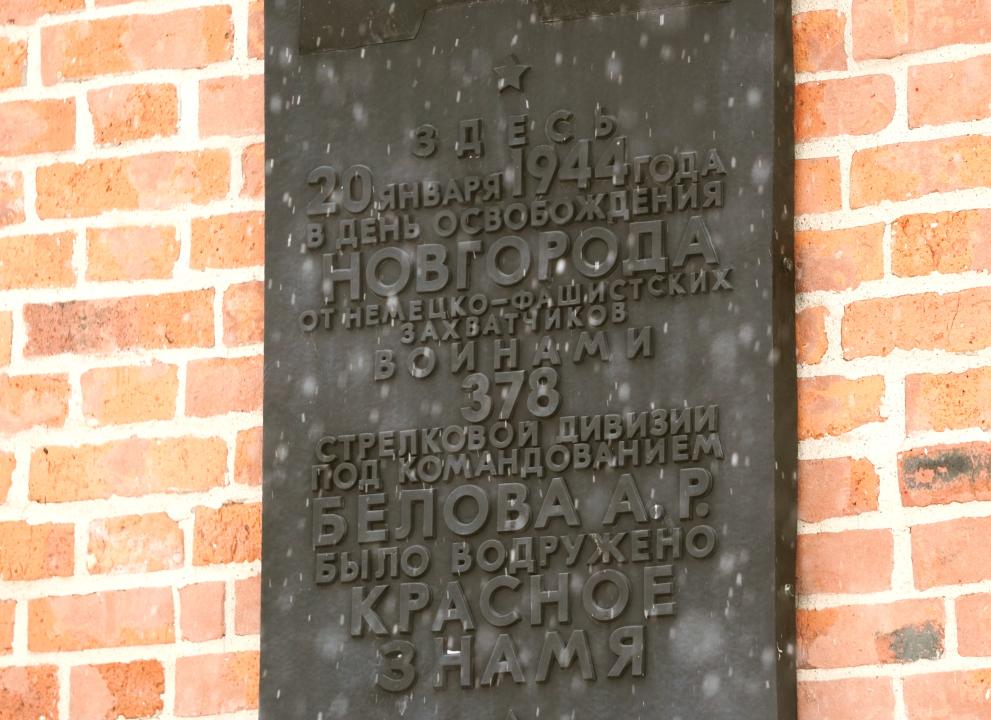 ЗДЕСЬ
20 ЯНВАРЯ 1944 ГОДА
В ДЕНЬ ОСВОБОЖДЕНИЯ
НОВГОРОДА
ОТ НЕМЕЦКО-ФАШИСТСКИХ
ЗАХВАТЧИКОВ
ВОИНАМИ
378
СТРЕЛКОВОЙ ДИВИЗИИ
ПОД КОМАНДОВАНИЕМ
БЕЛОВА А.Р.
БЫЛО ВОДРУЖЕНО
КРАСНОЕ
ЗНАМЯ